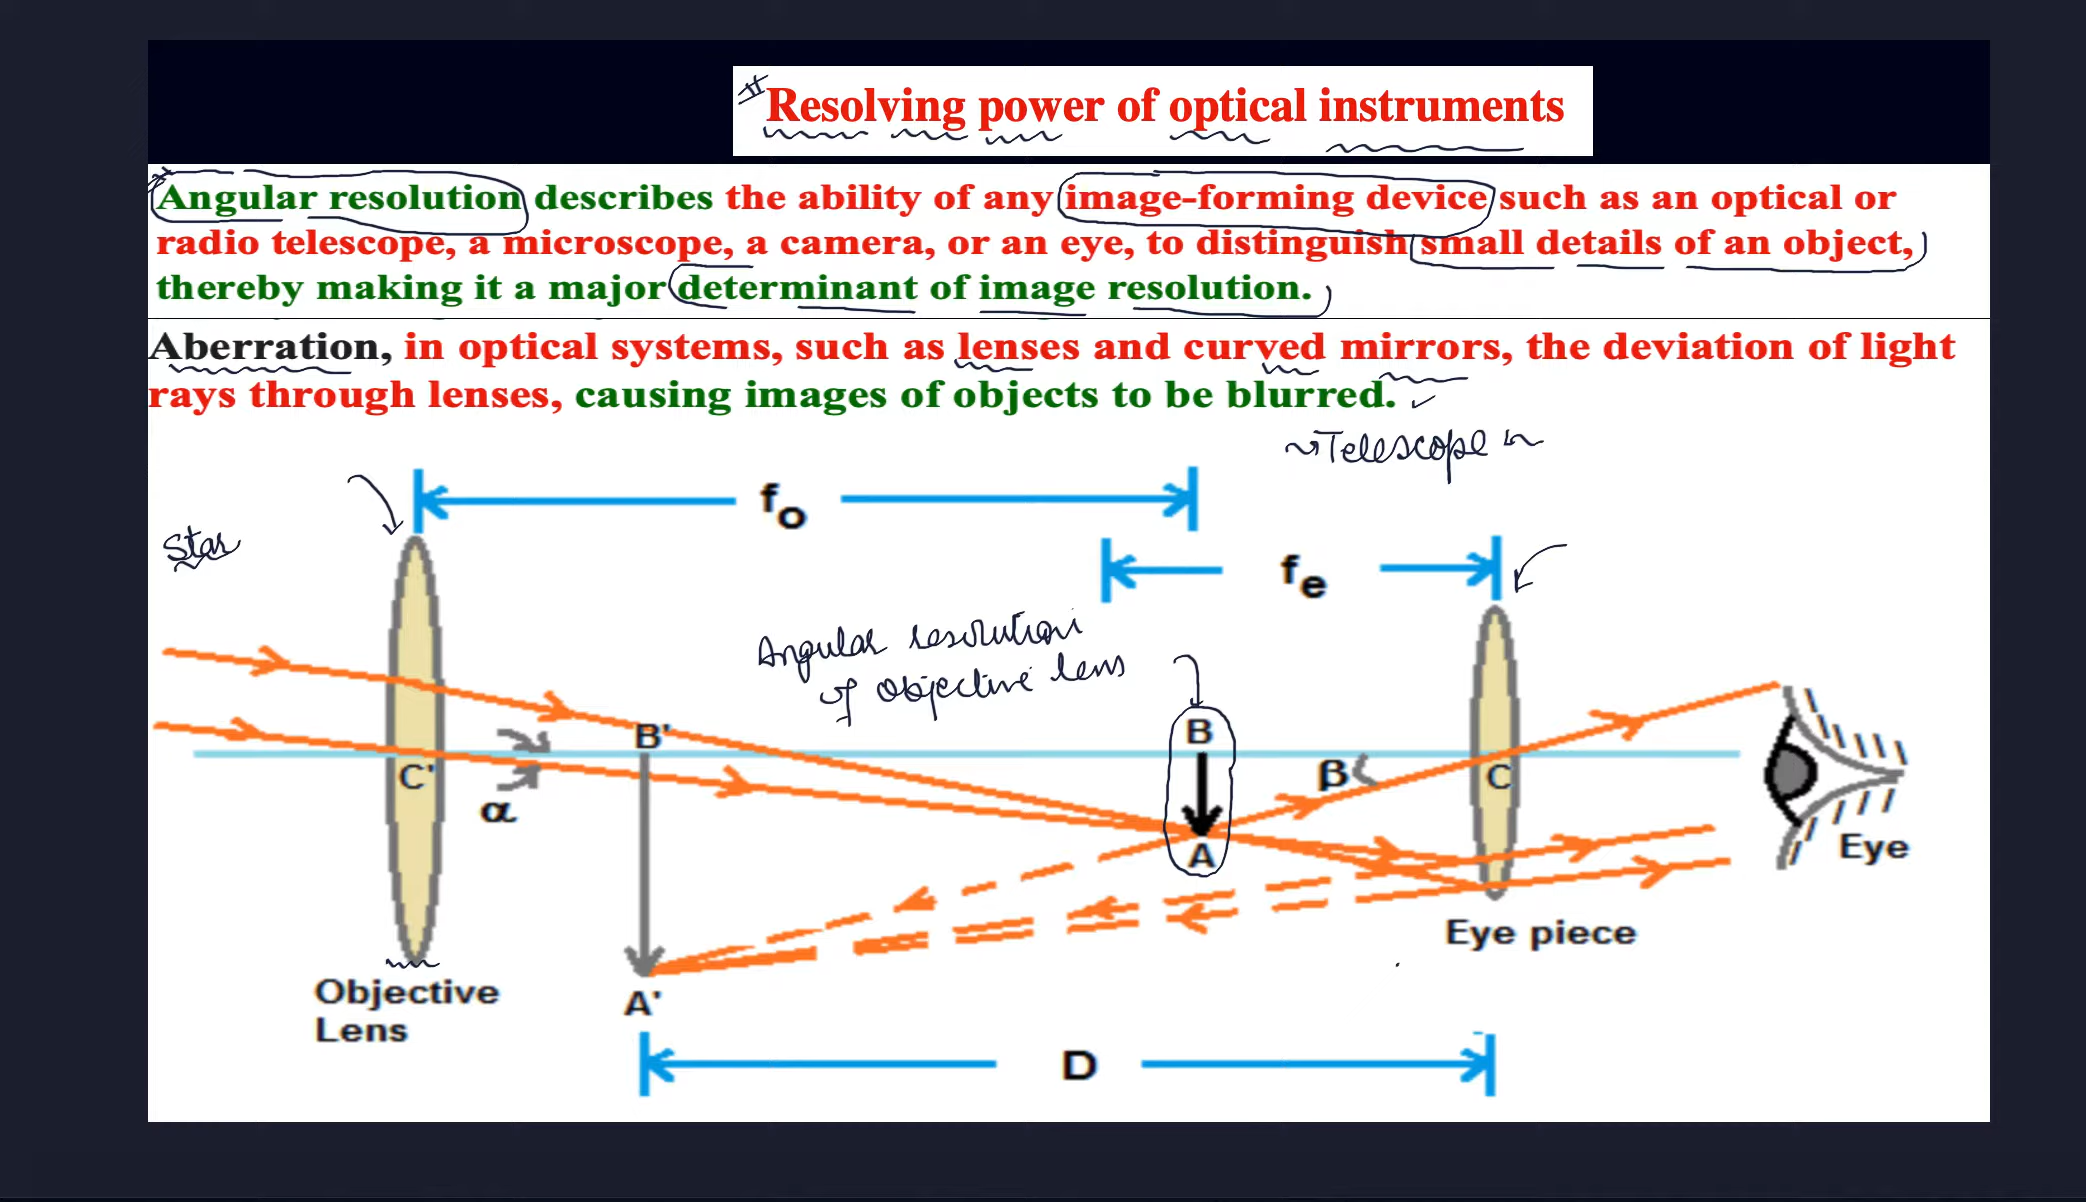 Resolving power of optical instruments
Angular resolution describes the ability of any image-forming device such as an optical or
radio telescope, a microscope, a camera, or an eye, to distinguish small details of an object,
thereby making it a major determinant of image resolution.
Aberration, in optical systems, such as lenses and curved mirrors, the deviation of light
rays through lenses, causing images of objects to be blurred.
Telescope
fo
Star
fe
Angular resolution
of objective lens
B'
B
C'
α
β
C
A
Eye
Eye piece
Objective
Lens
A'
D